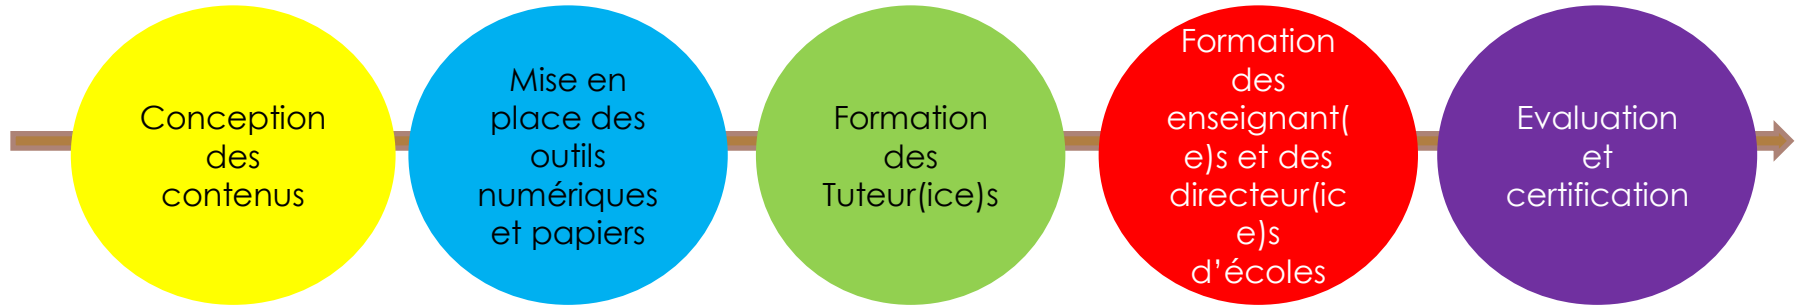 Conception
des
contenus
Mise en
place des
outils
numériques
et papiers
Formation
des
Tuteur(ice)s
Formation
des
enseignant(
e)s et des
directeur(ic
e)s
d’écoles
Evaluation
et
certification